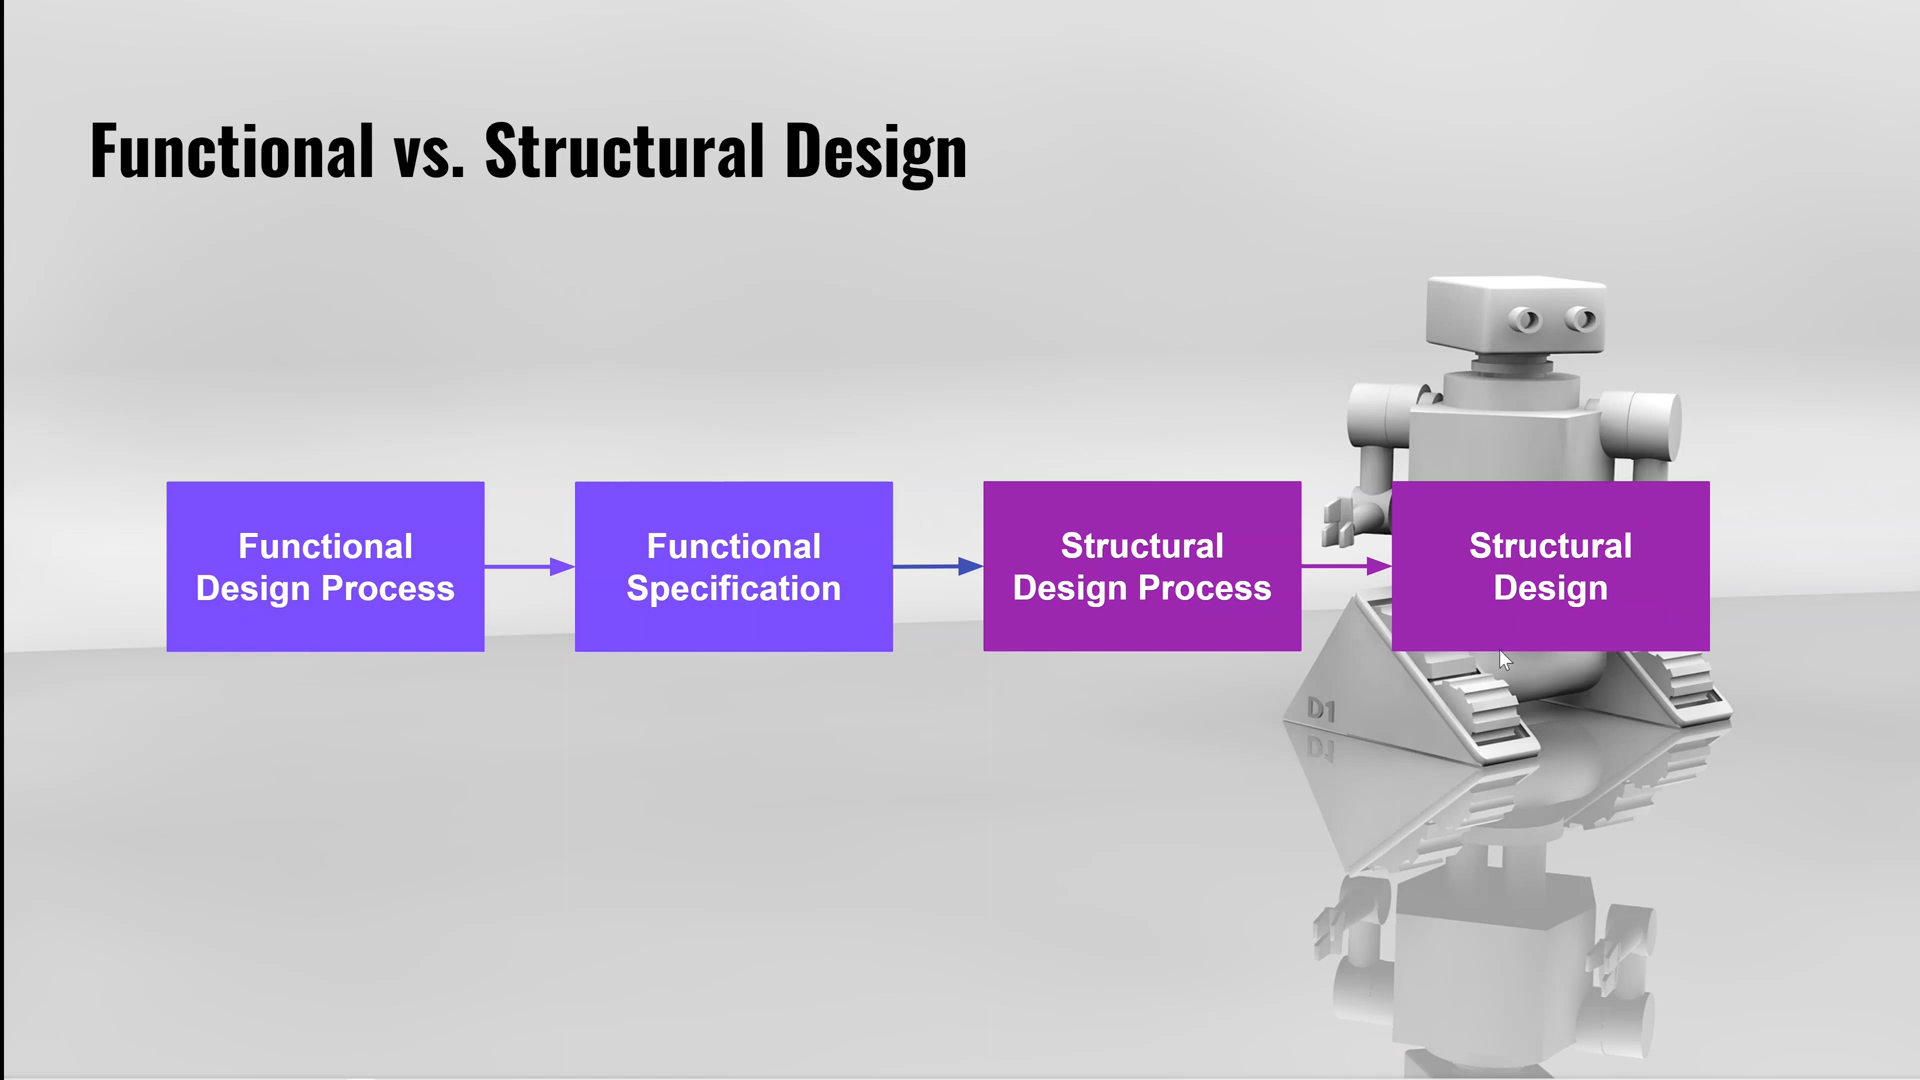 Functional vs. Structural Design
Functional
Design Process
Functional
Specification
Structural
Design Process
Structural
Design
D1